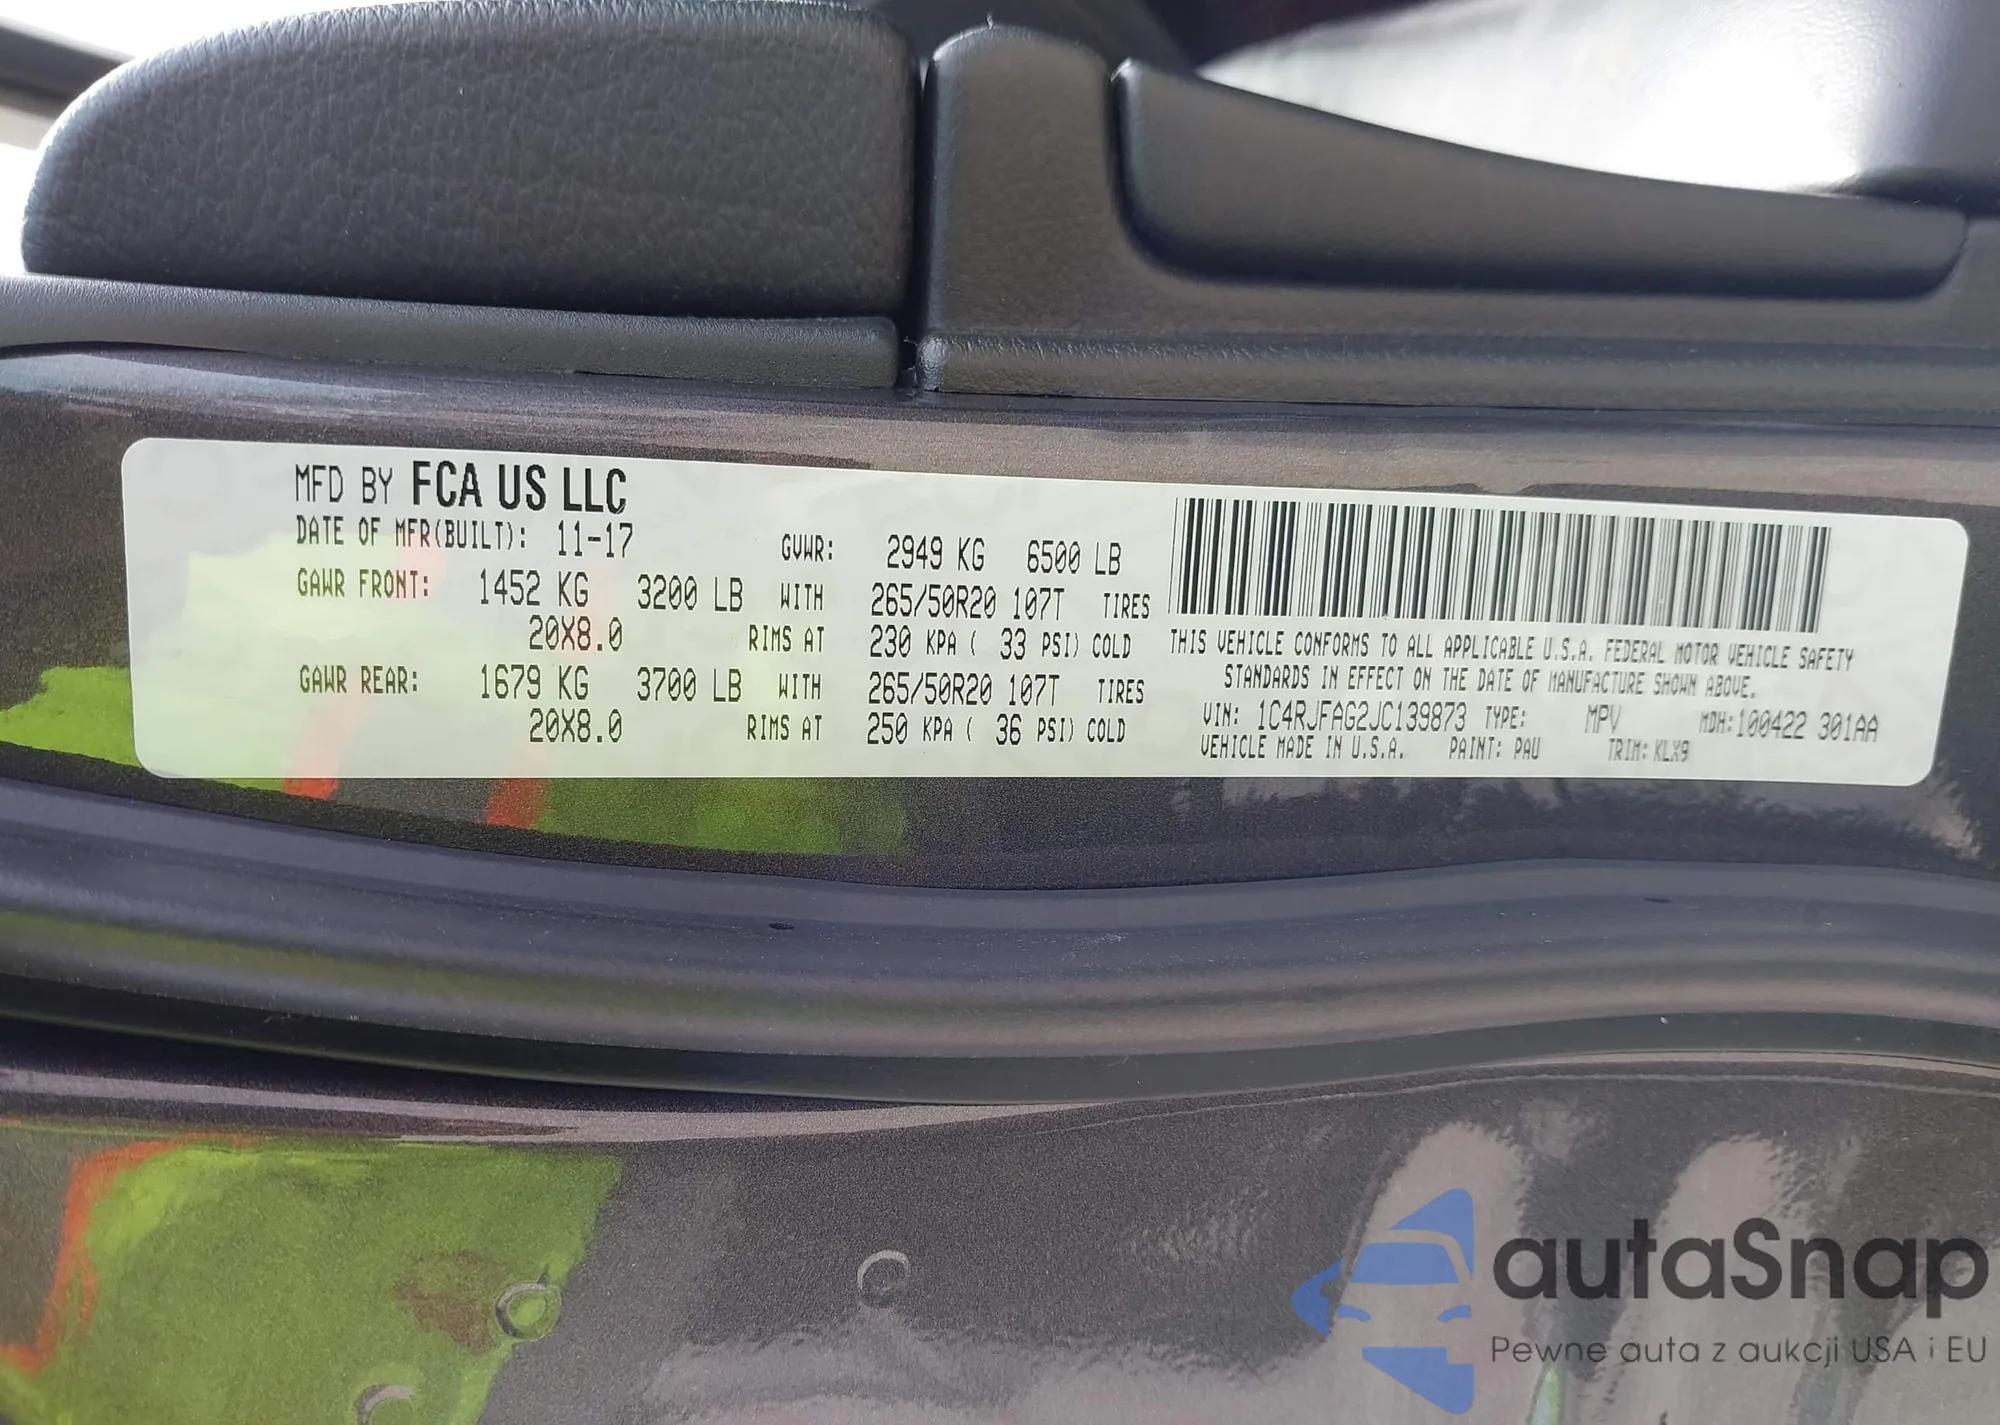 MFD BY FCA US LLC
DATE OF MFR(BUILT): 11-17 GVWR: 2949 KG 6500 LB
GAWR FRONT: 1452 KG 3200 LB WITH 265/50R20 107T TIRES
20X8.0 RIMS AT 230 KPA ( 33 PSI) COLD
GAWR REAR: 1679 KG 3700 LB WITH 265/50R20 107T TIRES
20X8.0 RIMS AT 250 KPA ( 36 PSI) COLD
THIS VEHICLE CONFORMS TO ALL APPLICABLE U.S.A. FEDERAL MOTOR VEHICLE SAFETY
STANDARDS IN EFFECT ON THE DATE OF MANUFACTURE SHOWN ABOVE.
VIN: 1C4RJFAG2JC139873 TYPE: MPV MDH:100422 301AA
VEHICLE MADE IN U.S.A. PAINT: PAU TRIM: KLX9
autaSnap
Pewne auta z aukcji USA i EU